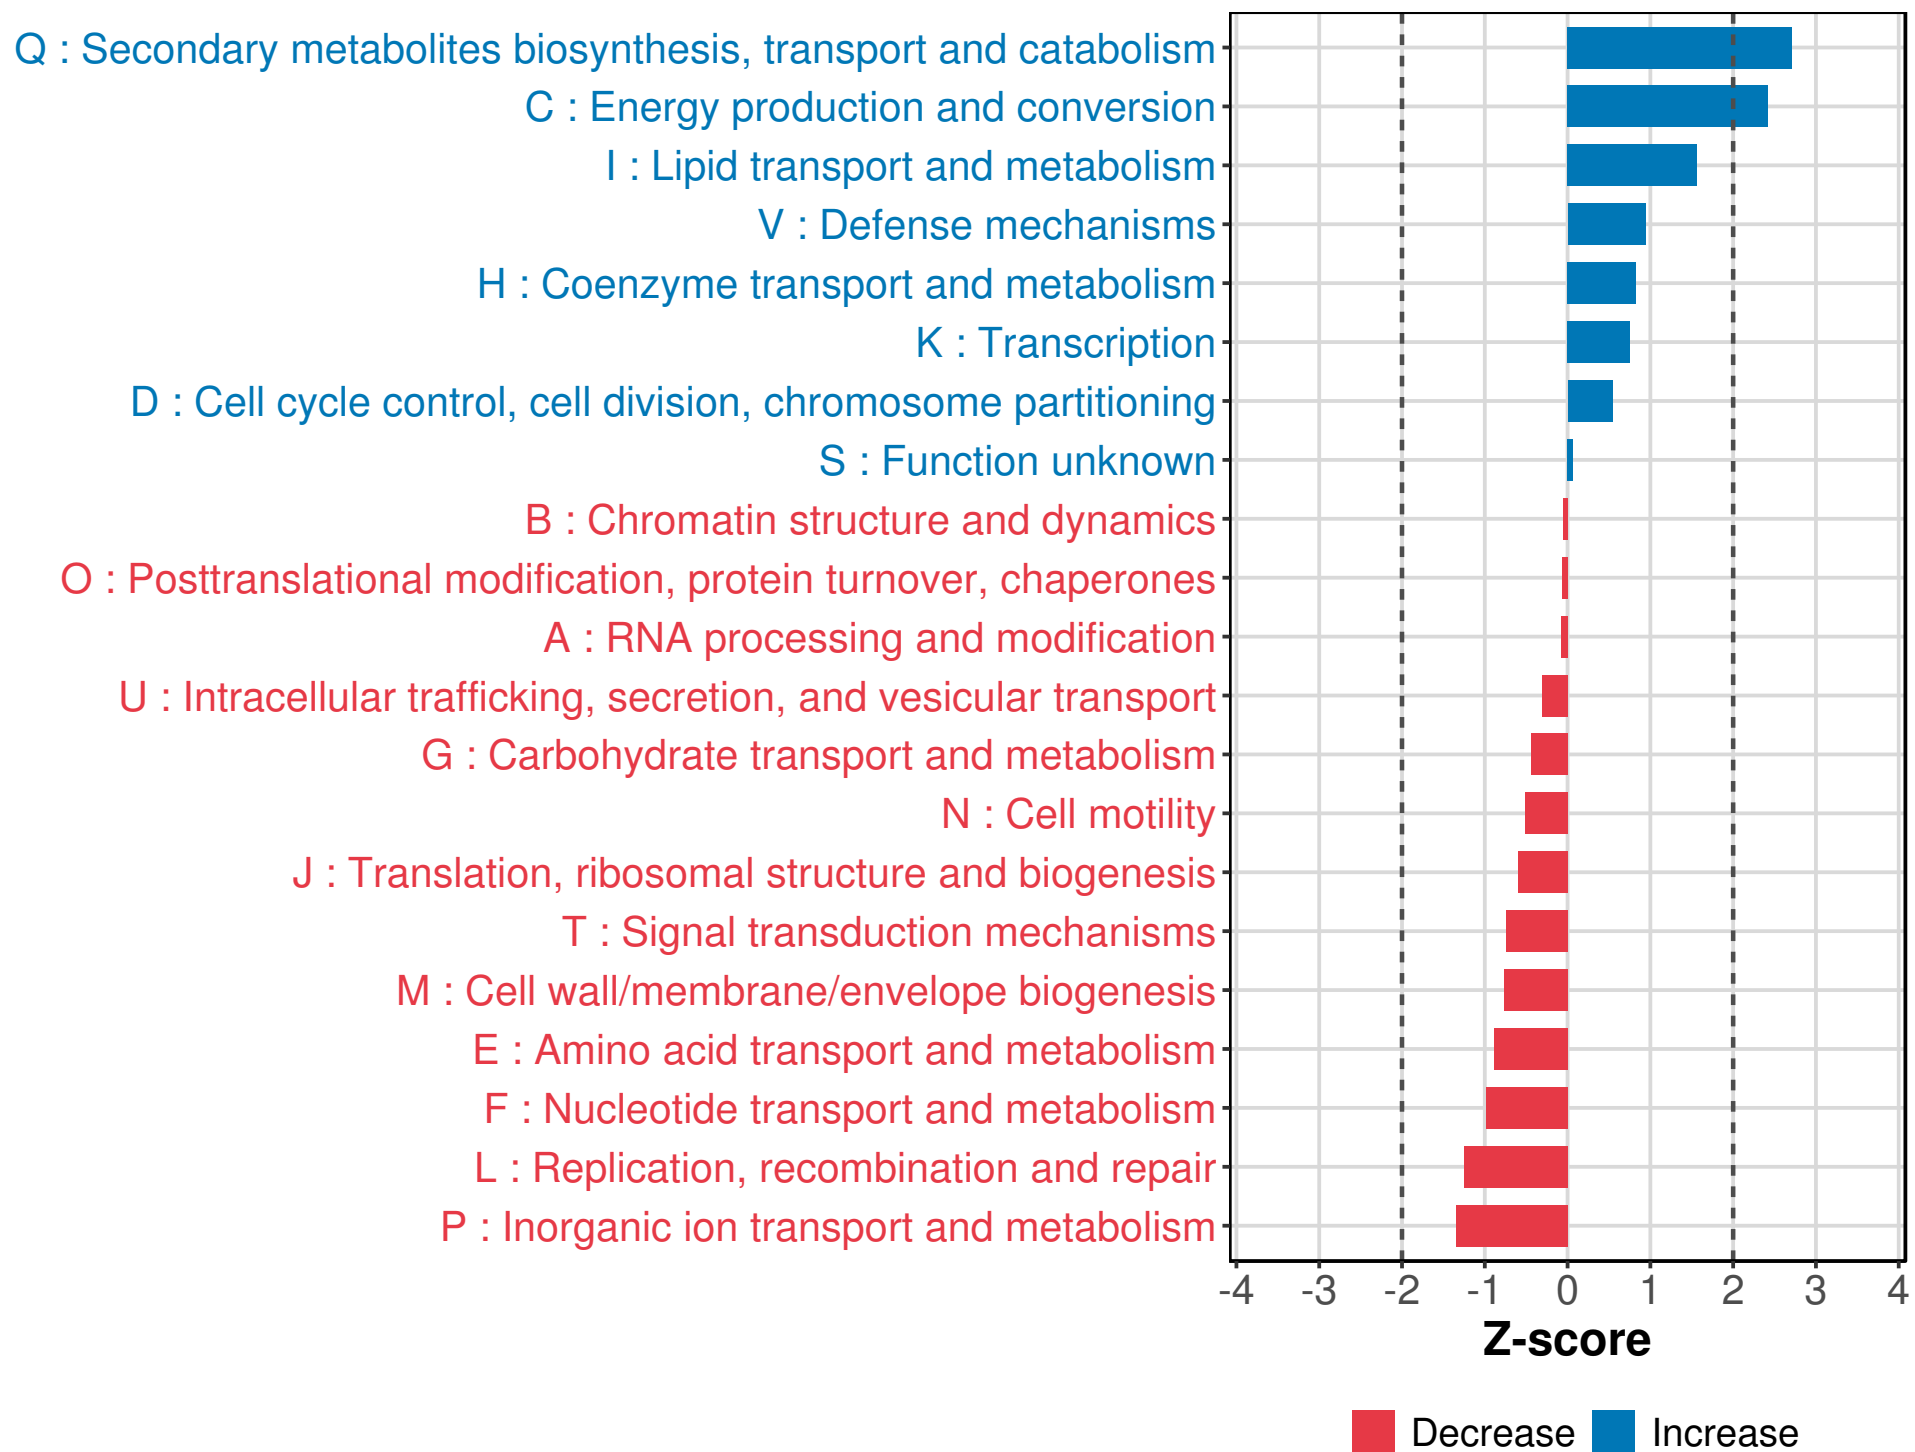 Q : Secondary metabolites biosynthesis, transport and catabolism
C : Energy production and conversion
I : Lipid transport and metabolism
V : Defense mechanisms
H : Coenzyme transport and metabolism
K : Transcription
D : Cell cycle control, cell division, chromosome partitioning
S : Function unknown
B : Chromatin structure and dynamics
O : Posttranslational modification, protein turnover, chaperones
A : RNA processing and modification
U : Intracellular trafficking, secretion, and vesicular transport
G : Carbohydrate transport and metabolism
N : Cell motility
J : Translation, ribosomal structure and biogenesis
T : Signal transduction mechanisms
M : Cell wall/membrane/envelope biogenesis
E : Amino acid transport and metabolism
F : Nucleotide transport and metabolism
L : Replication, recombination and repair
P : Inorganic ion transport and metabolism
-4 -3 -2 -1 0 1 2 3 4
Z-score
Decrease Increase